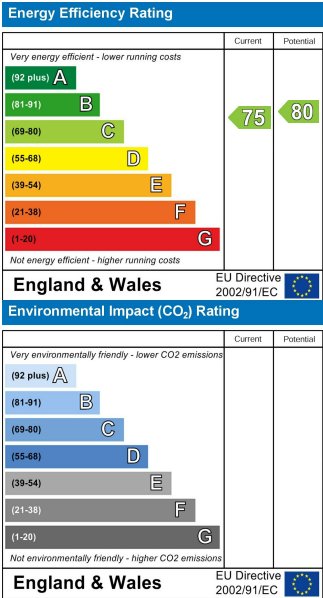 Energy Efficiency Rating
Current Potential
Very energy efficient - lower running costs
(92 plus) A
(81-91) B
(69-80) C
75 80
(55-68) D
(39-54) E
(21-38) F
(1-20) G
Not energy efficient - higher running costs
England & Wales
EU Directive
2002/91/EC
Environmental Impact (CO₂) Rating
Current Potential
Very environmentally friendly - lower CO2 emissions
(92 plus) A
(81-91) B
(69-80) C
(55-68) D
(39-54) E
(21-38) F
(1-20) G
Not environmentally friendly - higher CO2 emissions
England & Wales
EU Directive
2002/91/EC